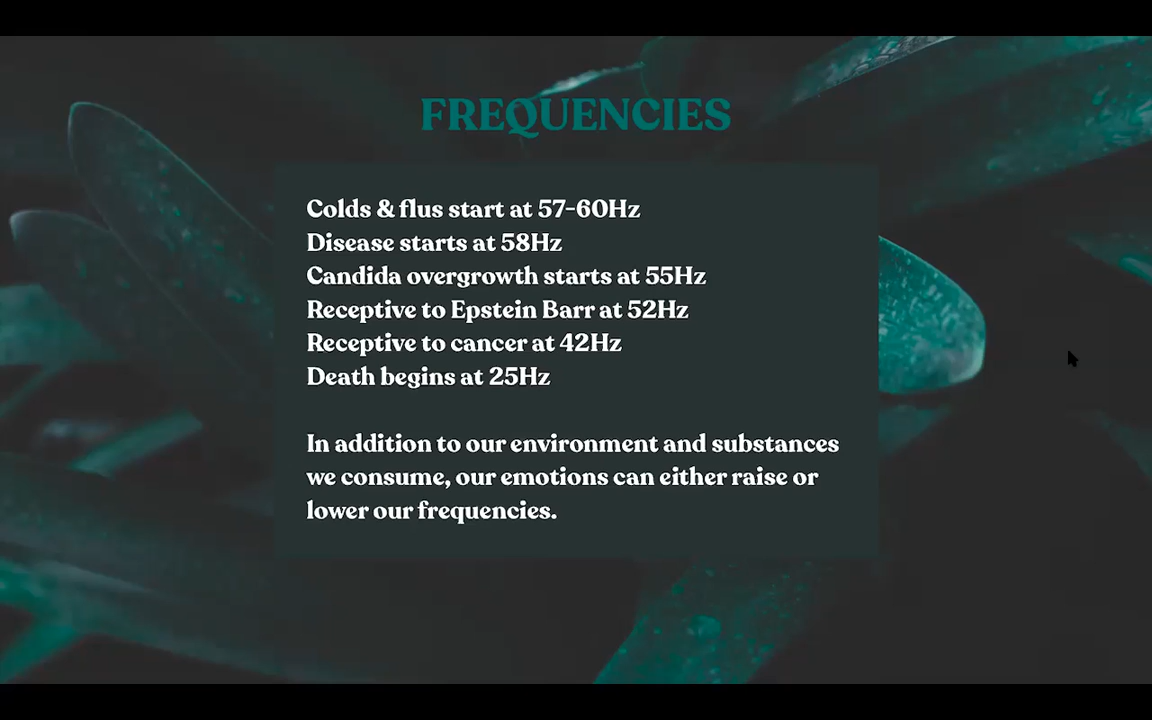 FREQUENCIES
Colds & flus start at 57-60Hz
Disease starts at 58Hz
Candida overgrowth starts at 55Hz
Receptive to Epstein Barr at 52Hz
Receptive to cancer at 42Hz
Death begins at 25Hz
In addition to our environment and substances
we consume, our emotions can either raise or
lower our frequencies.